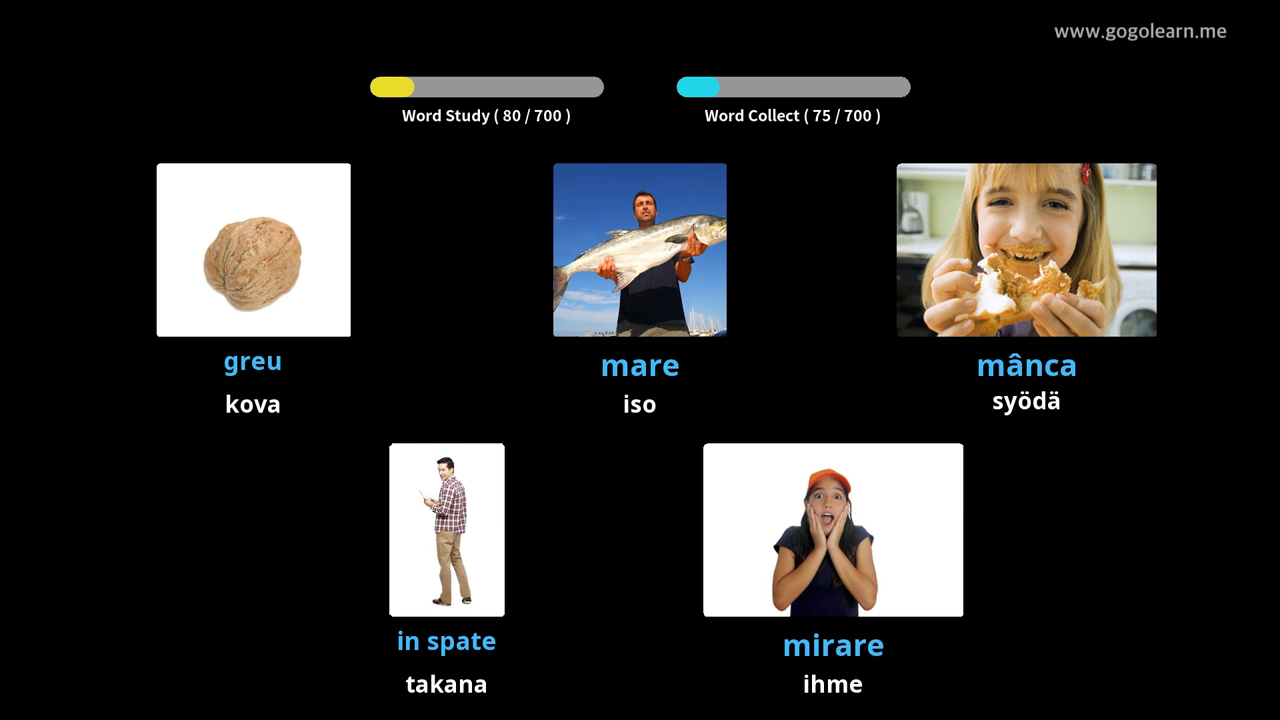 www.gogolearn.me
Word Study ( 80 / 700 )
Word Collect ( 75 / 700 )
greu
kova
mare
iso
mânca
syödä
in spate
takana
mirare
ihme